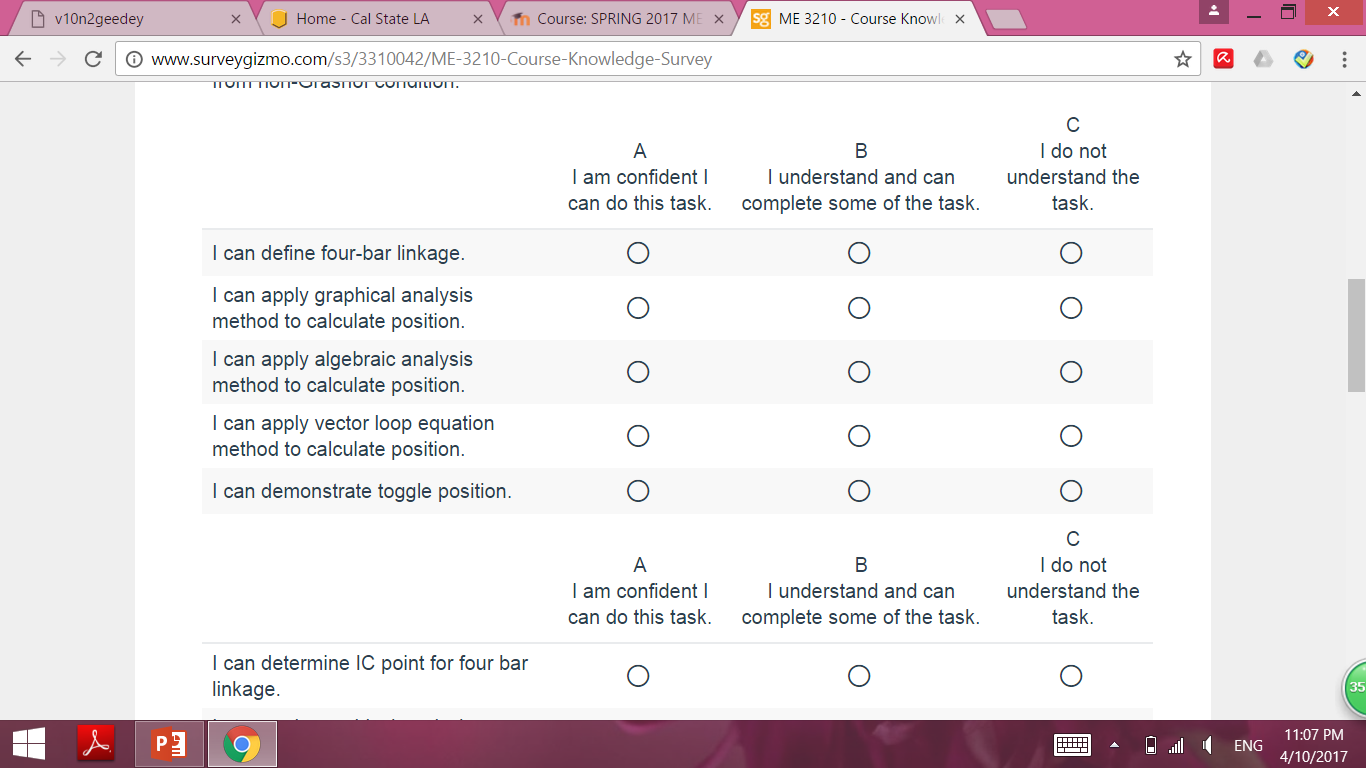 v10n2geedey
Home - Cal State LA
Course: SPRING 2017 ME
ME 3210 - Course Knowl
www.surveygizmo.com/s3/3310042/ME-3210-Course-Knowledge-Survey
from non-Grashof condition.
A
I am confident I
can do this task.
B
I understand and can
complete some of the task.
C
I do not
understand the
task.
I can define four-bar linkage.
I can apply graphical analysis
method to calculate position.
I can apply algebraic analysis
method to calculate position.
I can apply vector loop equation
method to calculate position.
I can demonstrate toggle position.
A
I am confident I
can do this task.
B
I understand and can
complete some of the task.
C
I do not
understand the
task.
I can determine IC point for four bar
linkage.
35
ENG
11:07 PM
4/10/2017